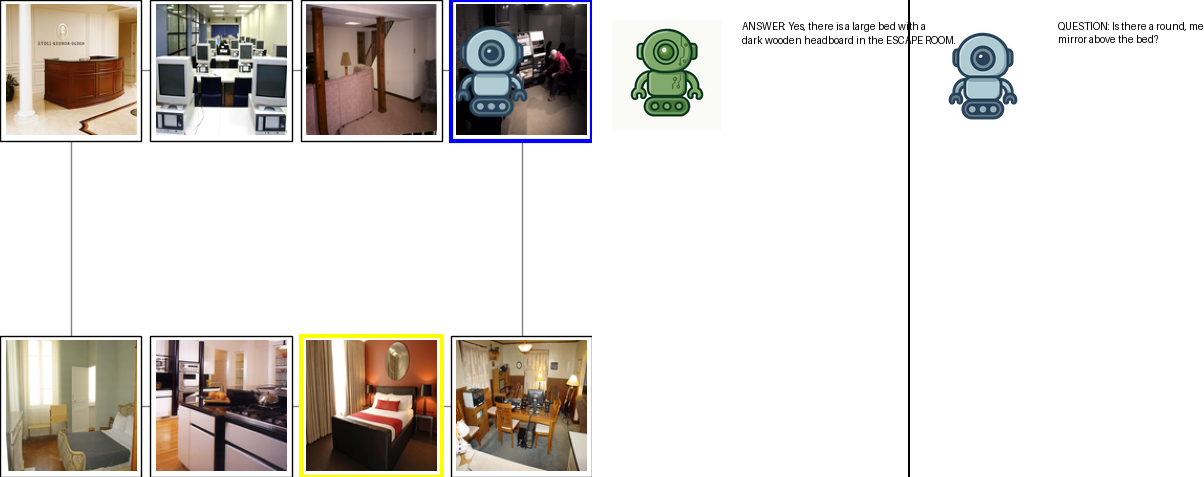 ANSWER: Yes, there is a large bed with a
dark wooden headboard in the ESCAPE ROOM.
QUESTION: Is there a round, me
mirror above the bed?